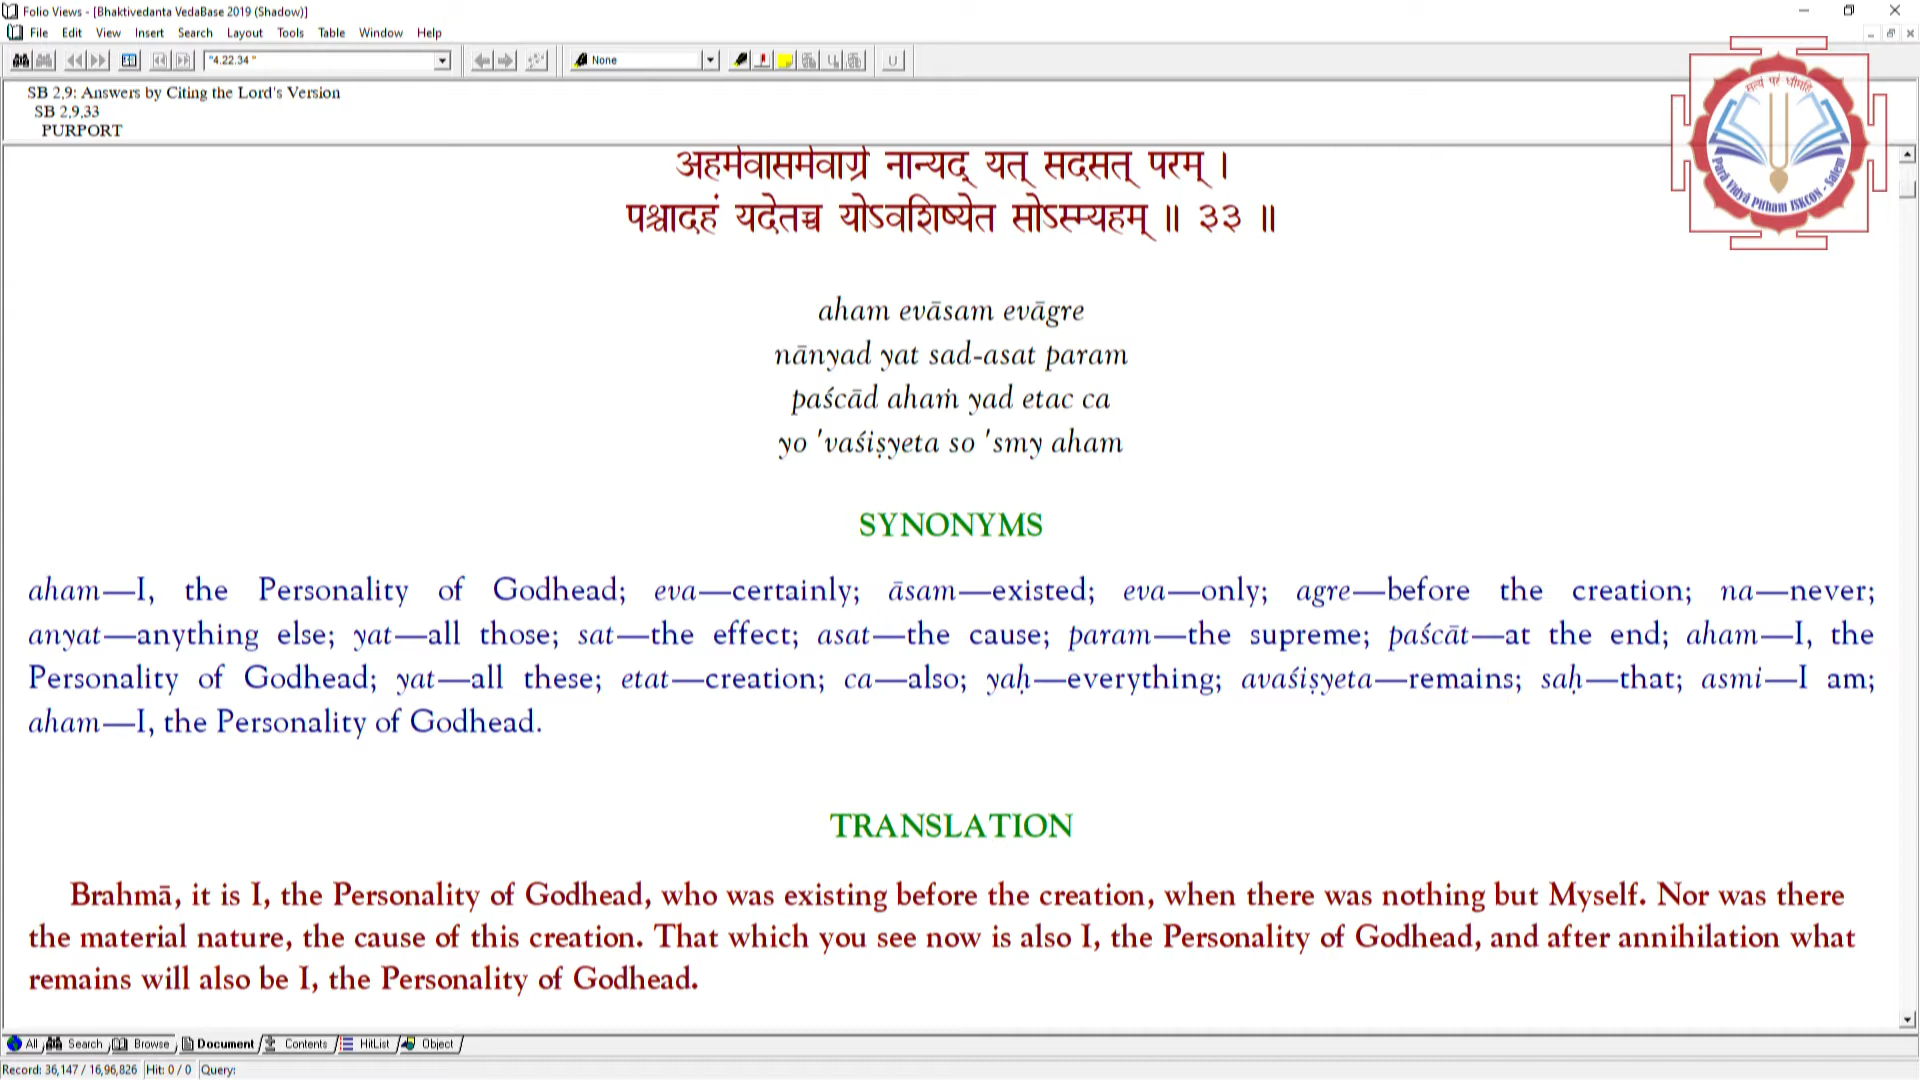 Folio Views - [Bhaktivedanta VedaBase 2019 (Shadow)]
File Edit View Insert Search Layout Tools Table Window Help
"4.22.34 "
None
U
SB 2,9: Answers by Citing the Lord's Version
SB 2,9,33
PURPORT
सत्यं परं धीमहि
Parā Vidyā Pīṭham ISKCON - Salem
अहमेवासमेवाग्रे नान्यद् यत् सदसत् परम् ।
पश्चादहं यदेतच्च योऽवशिष्येत सोऽस्म्यहम् ॥ ३३ ॥
aham evāsam evāgre
nānyad yat sad-asat param
paścād ahaṁ yad etac ca
yo 'vaśiṣyeta so 'smy aham
SYNONYMS
aham—I, the Personality of Godhead; eva—certainly; āsam—existed; eva—only; agre—before the creation; na—never;
anyat—anything else; yat—all those; sat—the effect; asat—the cause; param—the supreme; paścāt—at the end; aham—I, the
Personality of Godhead; yat—all these; etat—creation; ca—also; yaḥ—everything; avaśiṣyeta—remains; saḥ—that; asmi—I am;
aham—I, the Personality of Godhead.
TRANSLATION
Brahmā, it is I, the Personality of Godhead, who was existing before the creation, when there was nothing but Myself. Nor was there
the material nature, the cause of this creation. That which you see now is also I, the Personality of Godhead, and after annihilation what
remains will also be I, the Personality of Godhead.
All Search Browse Document Contents HitList Object
Record: 36,147 / 16,96,826 Hit: 0 / 0 Query: